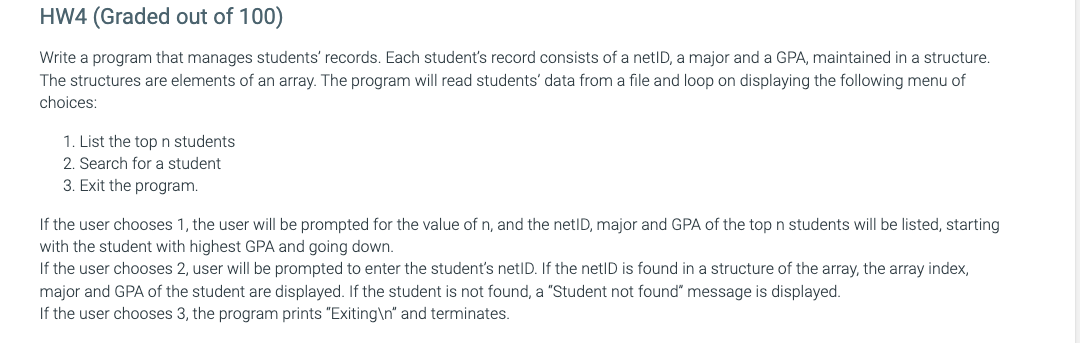 HW4 (Graded out of 100)
Write a program that manages students’ records. Each student’s record consists of a netID, a major and a GPA, maintained in a structure.
The structures are elements of an array. The program will read students’ data from a file and loop on displaying the following menu of
choices:
1. List the top n students
2. Search for a student
3. Exit the program.
If the user chooses 1, the user will be prompted for the value of n, and the netID, major and GPA of the top n students will be listed, starting
with the student with highest GPA and going down.
If the user chooses 2, user will be prompted to enter the student’s netID. If the netID is found in a structure of the array, the array index,
major and GPA of the student are displayed. If the student is not found, a “Student not found” message is displayed.
If the user chooses 3, the program prints “Exiting\n” and terminates.